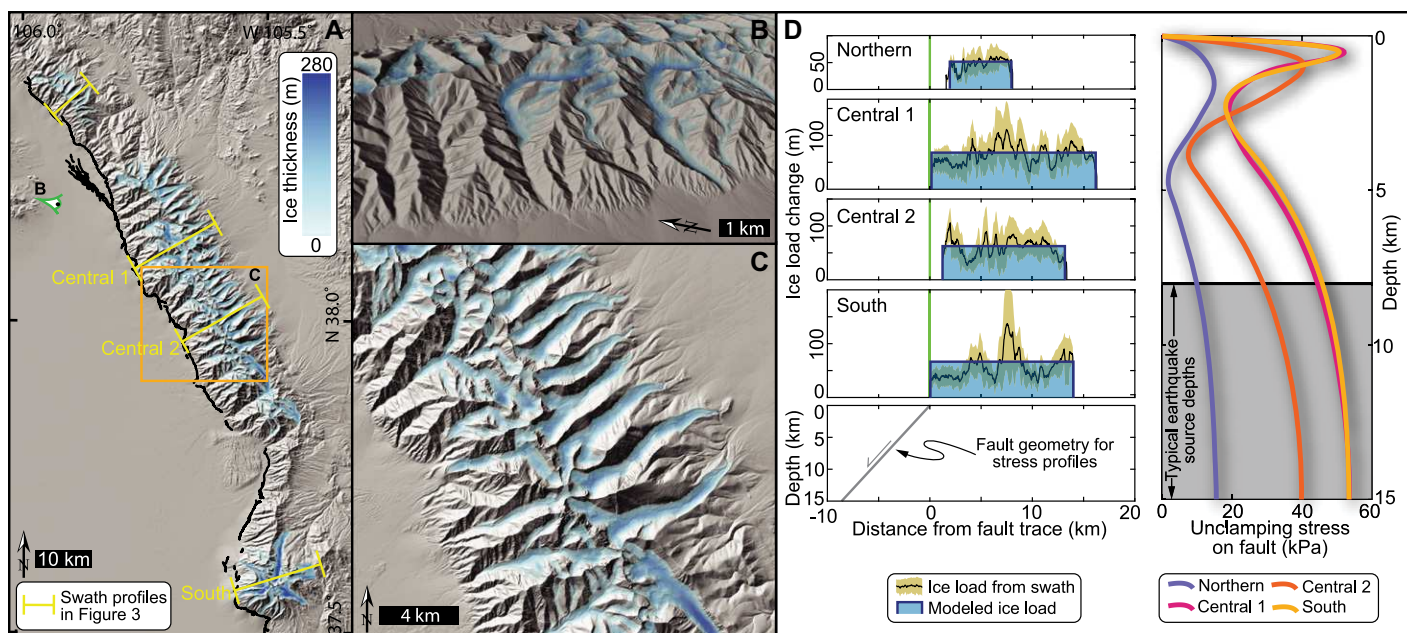 106.0°
W 105.5°
A
280
Ice thickness (m)
0
B
Central 1
C
Central 2
N 38.0°
N
10 km
South
37.5
Swath profiles
in Figure 3
B
N
1 km
C
N
4 km
D
Northern
50
0
Central 1
100
0
Central 2
100
0
South
100
0
Ice load change (m)
0
5
10
15
Depth (km)
Fault geometry for
stress profiles
-10
0
10
20
Distance from fault trace (km)
Ice load from swath
Modeled ice load
0
5
10
15
Depth (km)
Typical earthquake
source depths
0
20
40
60
Unclamping stress
on fault (kPa)
Northern
Central 2
Central 1
South